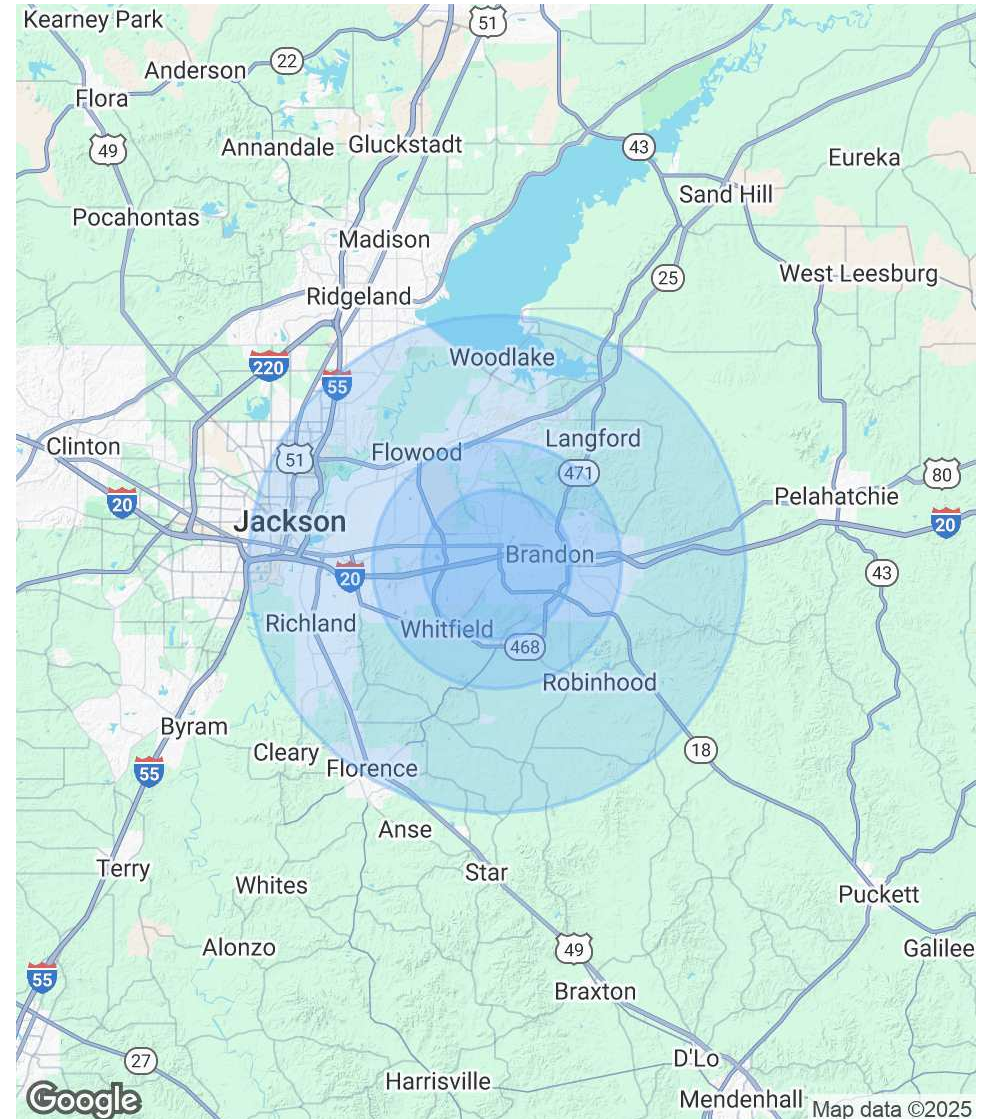 Kearney Park
51
Anderson
22
Flora
49
Annandale
Gluckstadt
43
Eureka
Sand Hill
Pocahontas
Madison
25
West Leesburg
Ridgeland
220
55
Woodlake
Clinton
51
Flowood
Langford
471
80
20
Pelahatchie
Jackson
20
Brandon
20
43
Richland
Whitfield
468
Robinhood
Byram
Cleary
18
55
Florence
Anse
Terry
Whites
Star
Puckett
Alonzo
49
Galilee
55
Braxton
27
D'Lo
Harrisville
Mendenhall
Google
Map data ©2025